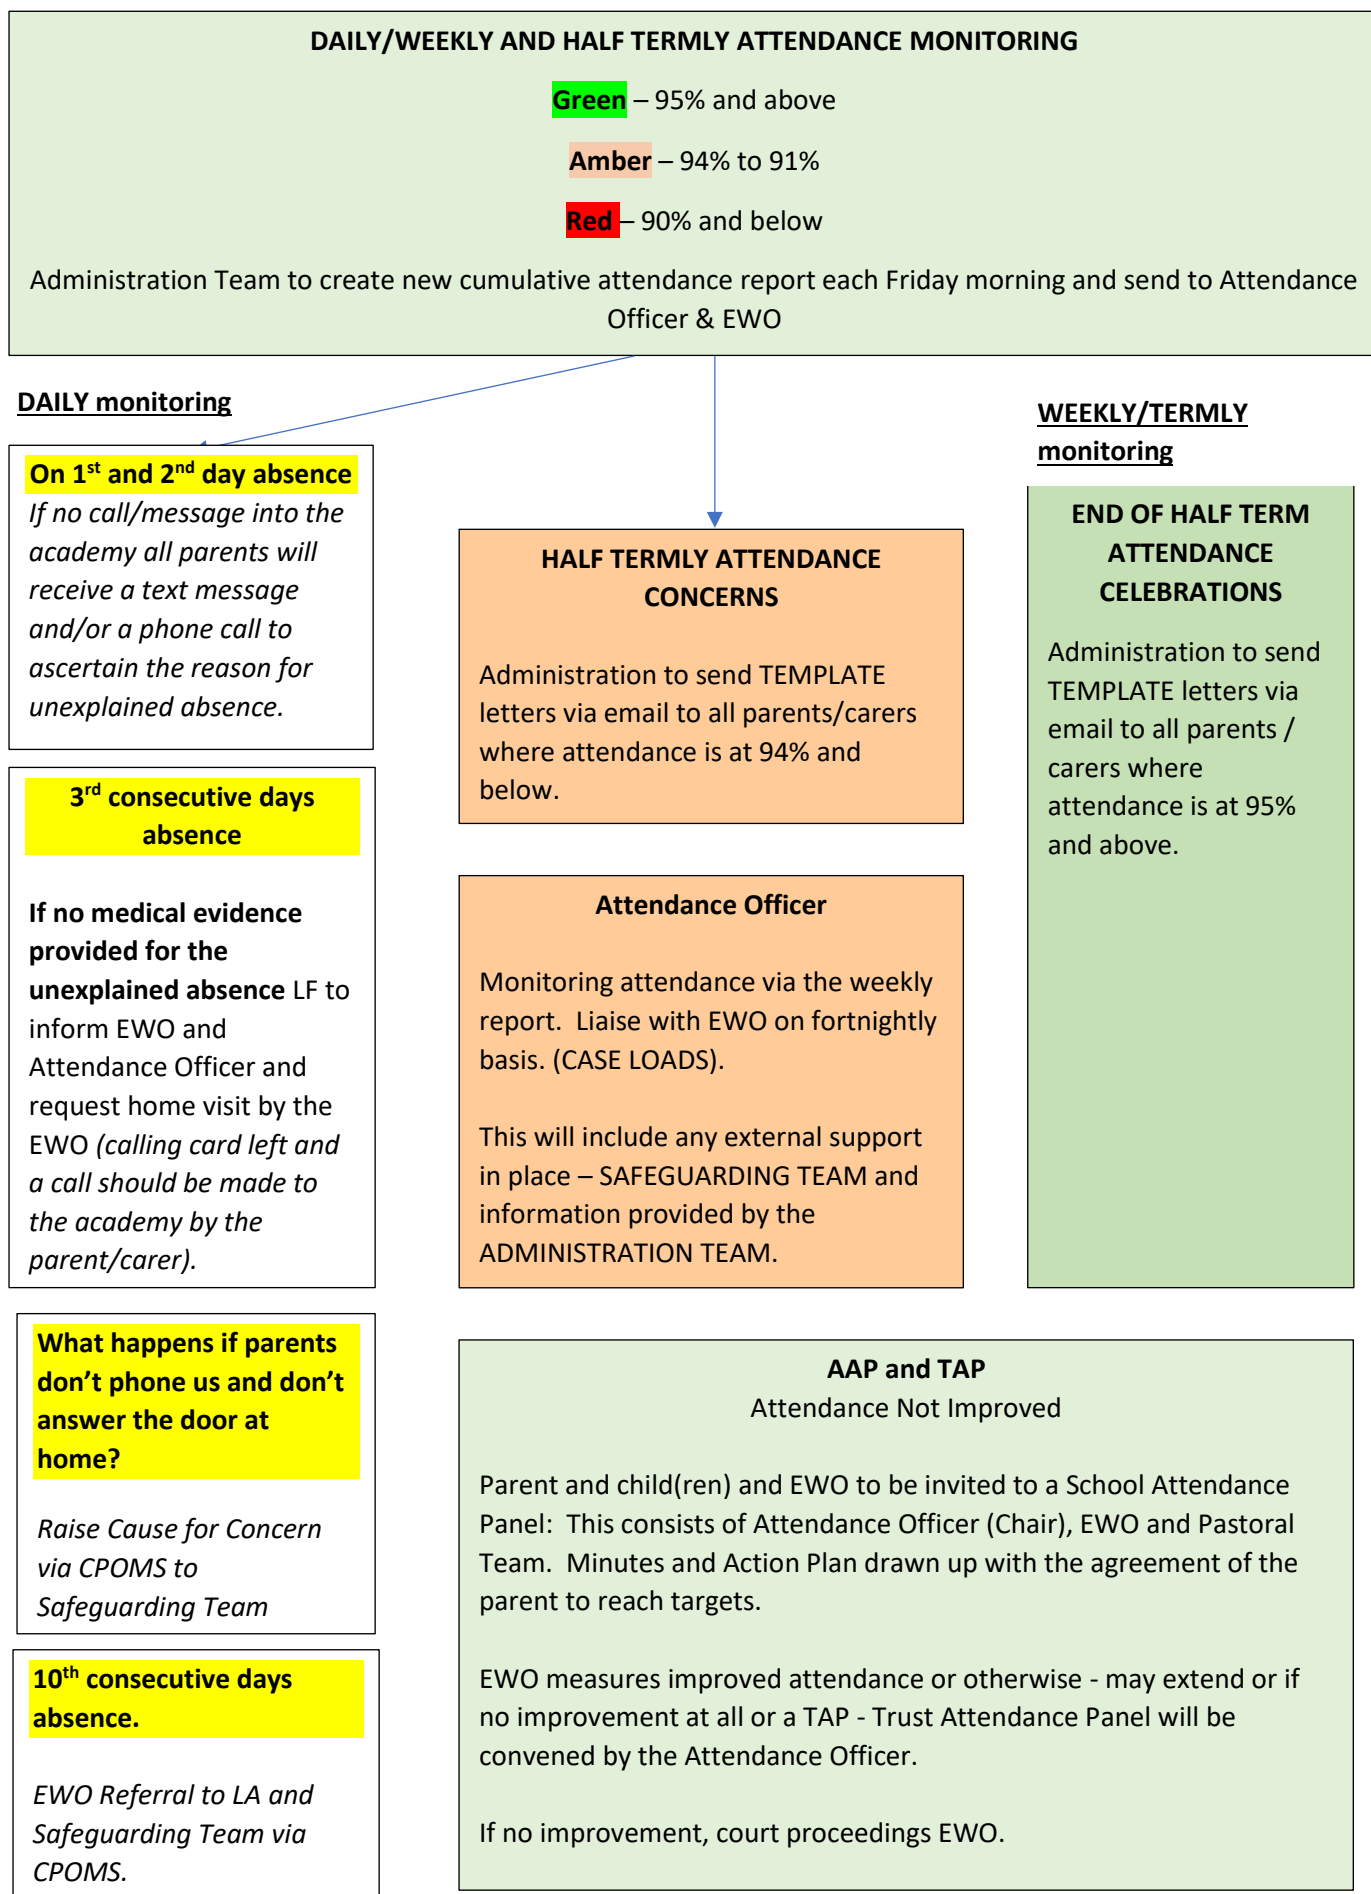 DAILY/WEEKLY AND HALF TERMLY ATTENDANCE MONITORING
Green – 95% and above
Amber – 94% to 91%
Red – 90% and below
Administration Team to create new cumulative attendance report each Friday morning and send to Attendance
Officer & EWO
DAILY monitoring
On 1st and 2nd day absence
If no call/message into the
academy all parents will
receive a text message
and/or a phone call to
ascertain the reason for
unexplained absence.
3rd consecutive days
absence
If no medical evidence
provided for the
unexplained absence LF to
inform EWO and
Attendance Officer and
request home visit by the
EWO (calling card left and
a call should be made to
the academy by the
parent/carer).
What happens if parents
don’t phone us and don’t
answer the door at
home?
Raise Cause for Concern
via CPOMS to
Safeguarding Team
10th consecutive days
absence.
EWO Referral to LA and
Safeguarding Team via
CPOMS.
HALF TERMLY ATTENDANCE
CONCERNS
Administration to send TEMPLATE
letters via email to all parents/carers
where attendance is at 94% and
below.
Attendance Officer
Monitoring attendance via the weekly
report.  Liaise with EWO on fortnightly
basis. (CASE LOADS).
This will include any external support
in place – SAFEGUARDING TEAM and
information provided by the
ADMINISTRATION TEAM.
WEEKLY/TERMLY
monitoring
END OF HALF TERM
ATTENDANCE
CELEBRATIONS
Administration to send
TEMPLATE letters via
email to all parents /
carers where
attendance is at 95%
and above.
AAP and TAP
Attendance Not Improved
Parent and child(ren) and EWO to be invited to a School Attendance
Panel:  This consists of Attendance Officer (Chair), EWO and Pastoral
Team.  Minutes and Action Plan drawn up with the agreement of the
parent to reach targets.
EWO measures improved attendance or otherwise - may extend or if
no improvement at all or a TAP - Trust Attendance Panel will be
convened by the Attendance Officer.
If no improvement, court proceedings EWO.